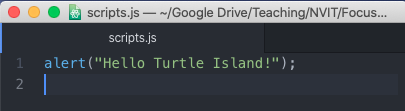 scripts.js — ~/Google Drive/Teaching/NVIT/Focus...
scripts.js
1 alert("Hello Turtle Island!");
2